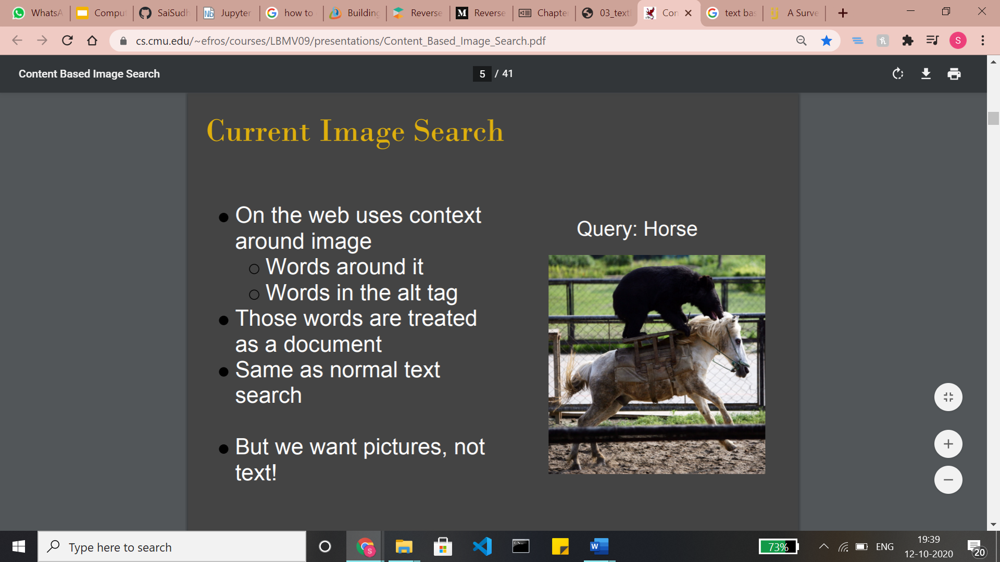 WhatsA
Comput
SaiSudh
Jupyter
how to
Building
Reverse
Reverse
Chapter
03_textl
Con
text bas
A Surve
cs.cmu.edu/~efros/courses/LBMV09/presentations/Content_Based_Image_Search.pdf
S
Content Based Image Search
5 / 41
Current Image Search
On the web uses context
around image
Words around it
Words in the alt tag
Those words are treated
as a document
Same as normal text
search
But we want pictures, not
text!
Query: Horse
Type here to search
73%
ENG
19:39
12-10-2020
20